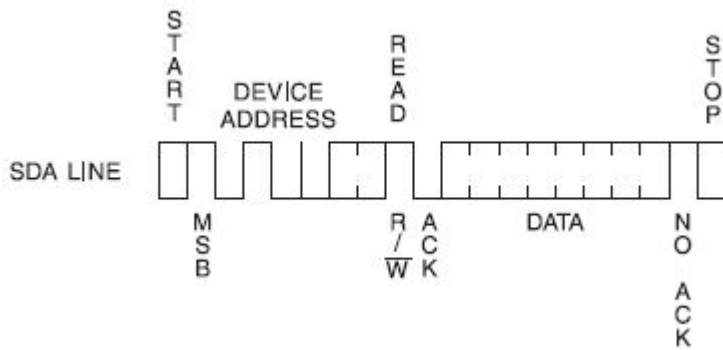 START
DEVICE
ADDRESS
READ
STOP
SDA LINE
MSB
R/W
ACK
DATA
NO ACK